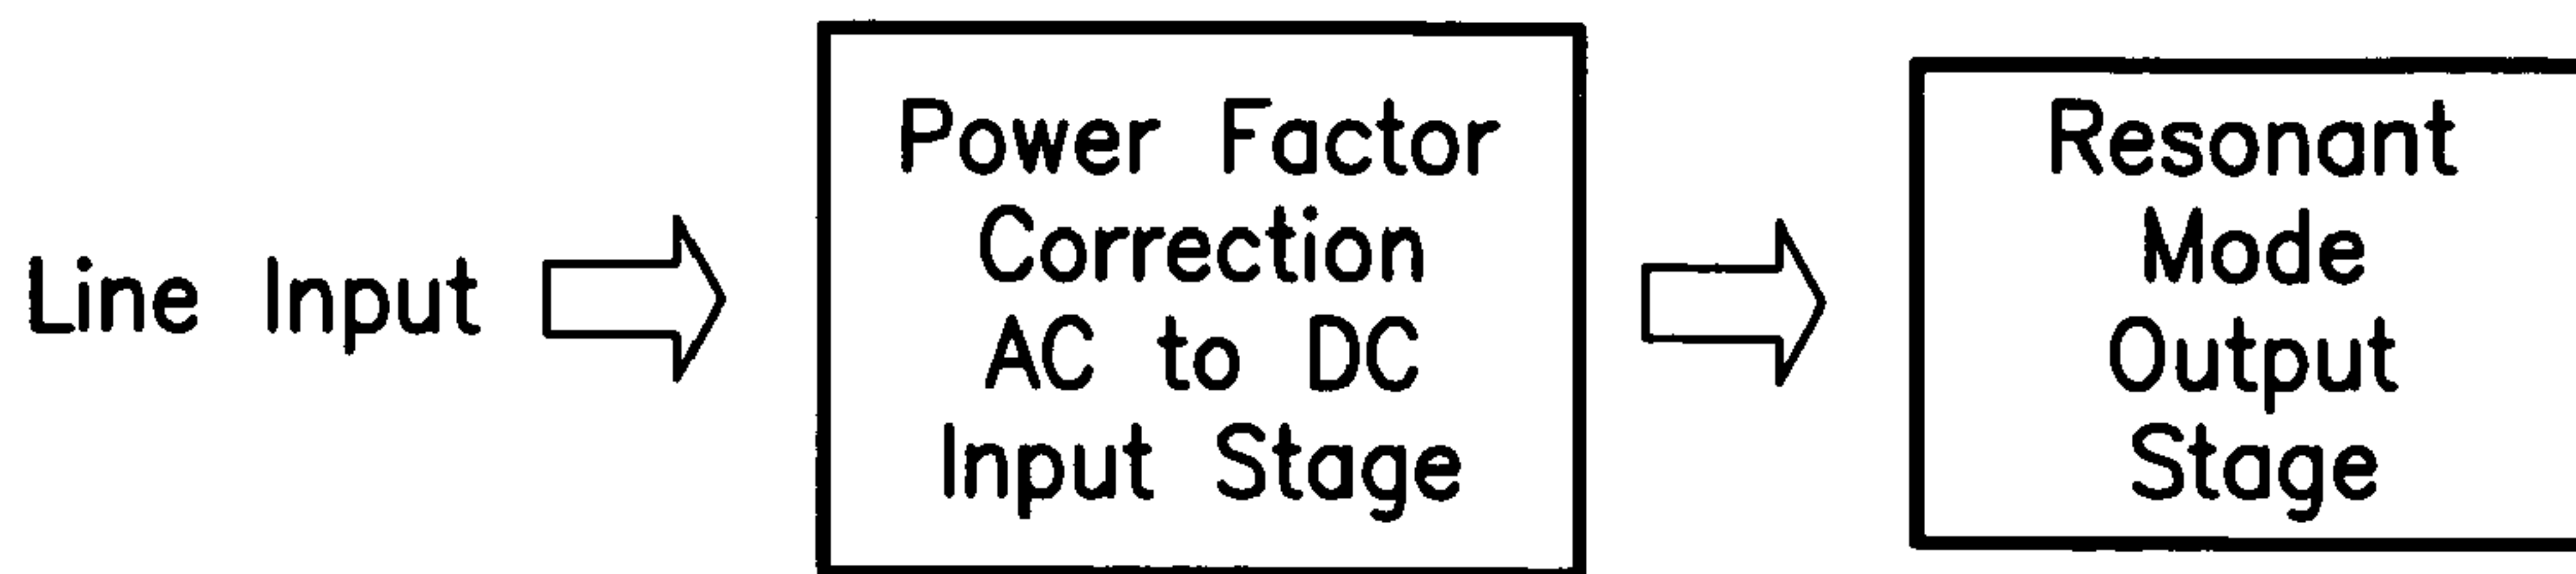 Line Input
Power Factor
Correction
AC to DC
Input Stage
Resonant
Mode
Output
Stage